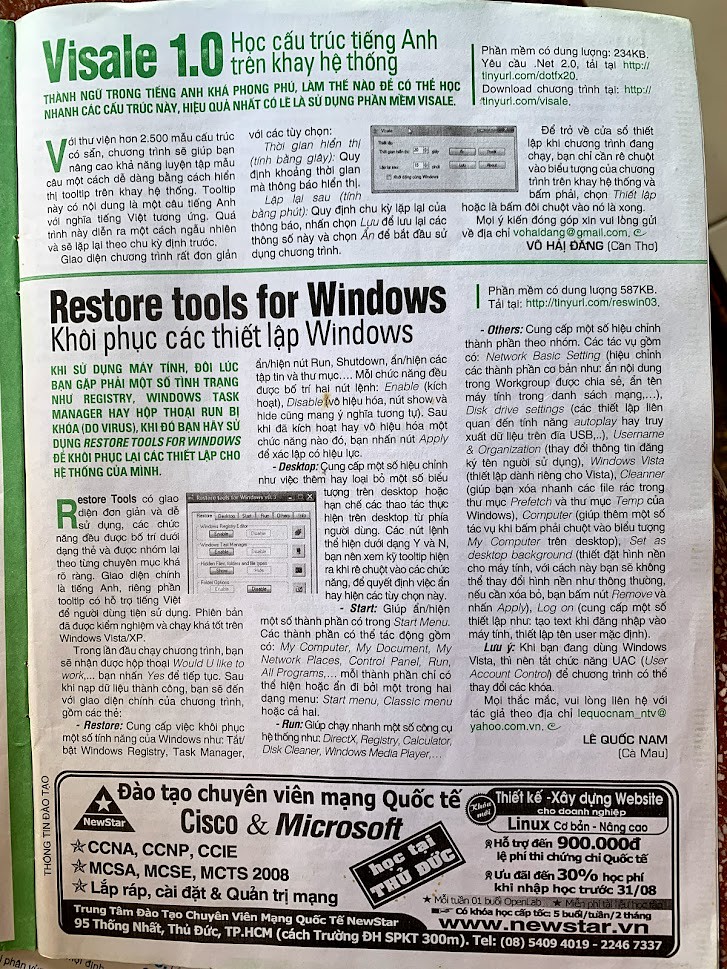 Visale 1.0 Học cấu trúc tiếng Anh
trên khay hệ thống
THÀNH NGỮ TRONG TIẾNG ANH KHÁ PHONG PHÚ, LÀM THẾ NÀO ĐỂ CÓ THỂ HỌC
NHANH CÁC CẤU TRÚC NÀY, HIỆU QUẢ NHẤT CÓ LẼ LÀ SỬ DỤNG PHẦN MỀM VISALE.
Phần mềm có dung lượng: 234KB.
Yêu cầu .Net 2.0, tải tại http://
tinyurl.com/dotfx20.
Download chương trình tại: http://
tinyurl.com/visale.
Với thư viện hơn 2.500 mẫu cấu trúc
có sẵn, chương trình sẽ giúp bạn
nâng cao khả năng luyện tập mẫu
câu một cách dễ dàng bằng cách hiển
thị tooltip trên khay hệ thống. Tooltip
này có nội dung là một câu tiếng Anh
với nghĩa tiếng Việt tương ứng. Quá
trình này diễn ra một cách ngẫu nhiên
và sẽ lặp lại theo chu kỳ định trước.
Giao diện chương trình rất đơn giản
với các tùy chọn:
Thời gian hiển thị
(tính bằng giây): Quy
định khoảng thời gian
mà thông báo hiển thị.
Lặp lại sau (tính
bằng phút): Quy định chu kỳ lặp lại của
thông báo, nhấn chọn Lưu để lưu lại các
thông số này và chọn Ẩn để bắt đầu sử
dụng chương trình.
Visale
Để trở về cửa sổ thiết
lập khi chương trình đang
chạy, bạn chỉ cần rê chuột
vào biểu tượng của chương
trình trên khay hệ thống và
bấm phải, chọn Thiết lập
hoặc là bấm đôi chuột vào nó là xong.
Mọi ý kiến đóng góp xin vui lòng gửi
về địa chỉ vohaidang@gmail.com.
VÕ HẢI ĐĂNG (Cần Thơ)
Restore tools for Windows
Khôi phục các thiết lập Windows
Phần mềm có dung lượng 587KB.
Tải tại: http://tinyurl.com/reswin03.
KHI SỬ DỤNG MÁY TÍNH, ĐÔI LÚC
BẠN GẶP PHẢI MỘT SỐ TÌNH TRẠNG
NHƯ REGISTRY, WINDOWS TASK
MANAGER HAY HỘP THOẠI RUN BỊ
KHÓA (DO VIRUS), KHI ĐÓ BẠN HÃY SỬ
DỤNG RESTORE TOOLS FOR WINDOWS
ĐỂ KHÔI PHỤC LẠI CÁC THIẾT LẬP CHO
HỆ THỐNG CỦA MÌNH.
Restore Tools có giao
diện đơn giản và dễ
sử dụng, các chức
năng đều được bố trí dưới
dạng thẻ và được nhóm lại
theo từng chuyên mục khá
rõ ràng. Giao diện chính
là tiếng Anh, riêng phần
tooltip có hỗ trợ tiếng Việt
để người dùng tiện sử dụng. Phiên bản
đã được kiểm nghiệm và chạy khá tốt trên
Windows Vista/XP.
Trong lần đầu chạy chương trình, bạn
sẽ nhận được hộp thoại Would U like to
work,... bạn nhấn Yes để tiếp tục. Sau
khi nạp dữ liệu thành công, bạn sẽ đến
với giao diện chính của chương trình,
gồm các thẻ:
- Restore: Cung cấp việc khôi phục
một số tính năng của Windows như: Tắt/
bật Windows Registry, Task Manager,
ẩn/hiện nút Run, Shutdown, ẩn/hiện các
tập tin và thư mục.... Mỗi chức năng đều
được bố trí hai nút lệnh: Enable (kích
hoạt), Disable (vô hiệu hóa, nút show và
hide cũng mang ý nghĩa tương tự). Sau
khi đã kích hoạt hay vô hiệu hóa một
chức năng nào đó, bạn nhấn nút Apply
để xác lập có hiệu lực.
- Desktop: Cung cấp một số hiệu chỉnh
như việc thêm hay loại bỏ một số biểu
tượng trên desktop hoặc
hạn chế các thao tác thực
hiện trên desktop từ phía
người dùng. Các nút lệnh
thể hiện dưới dạng Y và N,
bạn nên xem kỹ tooltip hiện
ra khi rê chuột vào các chức
năng, để quyết định việc ẩn
hay hiện các tùy chọn này.
- Start: Giúp ẩn/hiện
một số thành phần có trong Start Menu.
Các thành phần có thể tác động gồm
có: My Computer, My Document, My
Network Places, Control Panel, Run,
All Programs,... mỗi thành phần chỉ có
thể hiện hoặc ẩn đi bởi một trong hai
dạng menu: Start menu, Classic menu
hoặc cả hai.
- Run: Giúp chạy nhanh một số công cụ
hệ thống như: DirectX, Registry, Calculator,
Disk Cleaner, Windows Media Player,...
Restore tools for Windows v0.3
Restore Desktop Start Run Others Info
Windows Registry Editor
Enable Disable
Windows Task Manager
Enable Disable
Hidden Files, folders and file types
Show Hide
Folder Options
Enable Disable
- Others: Cung cấp một số hiệu chỉnh
thành phần theo nhóm. Các tác vụ gồm
có: Network Basic Setting (hiệu chỉnh
các thành phần cơ bản như: ẩn nội dung
trong Workgroup được chia sẻ, ẩn tên
máy tính trong danh sách mạng,...),
Disk drive settings (các thiết lập liên
quan đến tính năng autoplay hay truy
xuất dữ liệu trên đĩa USB,..), Username
& Organization (thay đổi thông tin đăng
ký tên người sử dụng), Windows Vista
(thiết lập dành riêng cho Vista), Cleanner
(giúp bạn xóa nhanh các file rác trong
thư mục Prefetch và thư mục Temp của
Windows), Computer (giúp thêm một số
tác vụ khi bấm phải chuột vào biểu tượng
My Computer trên desktop), Set as
desktop background (thiết đặt hình nền
cho máy tính, với cách này bạn sẽ không
thể thay đổi hình nền như thông thường,
nếu cần xóa bỏ, bạn bấm nút Remove và
nhấn Apply), Log on (cung cấp một số
thiết lập như: tạo text khi đăng nhập vào
máy tính, thiết lập tên user mặc định).
Lưu ý: Khi bạn đang dùng Windows
Vista, thì nên tắt chức năng UAC (User
Account Control) để chương trình có thể
thay đổi các khóa.
Mọi thắc mắc, vui lòng liên hệ với
tác giả theo địa chỉ lequocnam_ntv@
yahoo.com.vn.
LÊ QUỐC NAM
(Cà Mau)
THÔNG TIN ĐÀO TẠO
NewStar
Đào tạo chuyên viên mạng Quốc tế
Cisco & Microsoft
CCNA, CCNP, CCIE
MCSA, MCSE, MCTS 2008
Lắp ráp, cài đặt & Quản trị mạng
học tại
THỦ ĐỨC
Khóa
mới
Thiết kế -Xây dựng Website
cho doanh nghiệp
Linux Cơ bản - Nâng cao
Hỗ trợ đến 900.000đ
lệ phí thi chứng chỉ Quốc tế
Ưu đãi đến 30% học phí
khi nhập học trước 31/08
Mỗi tuần 01 buổi OpenLab Miễn phí tài liệu học tập
Có khóa học cấp tốc: 5 buổi/tuần/2 tháng
Trung Tâm Đào Tạo Chuyên Viên Mạng Quốc Tế NewStar
www.newstar.vn
95 Thống Nhất, Thủ Đức, TP.HCM (cách Trường ĐH SPKT 300m). Tel: (08) 5409 4019 - 2246 7337